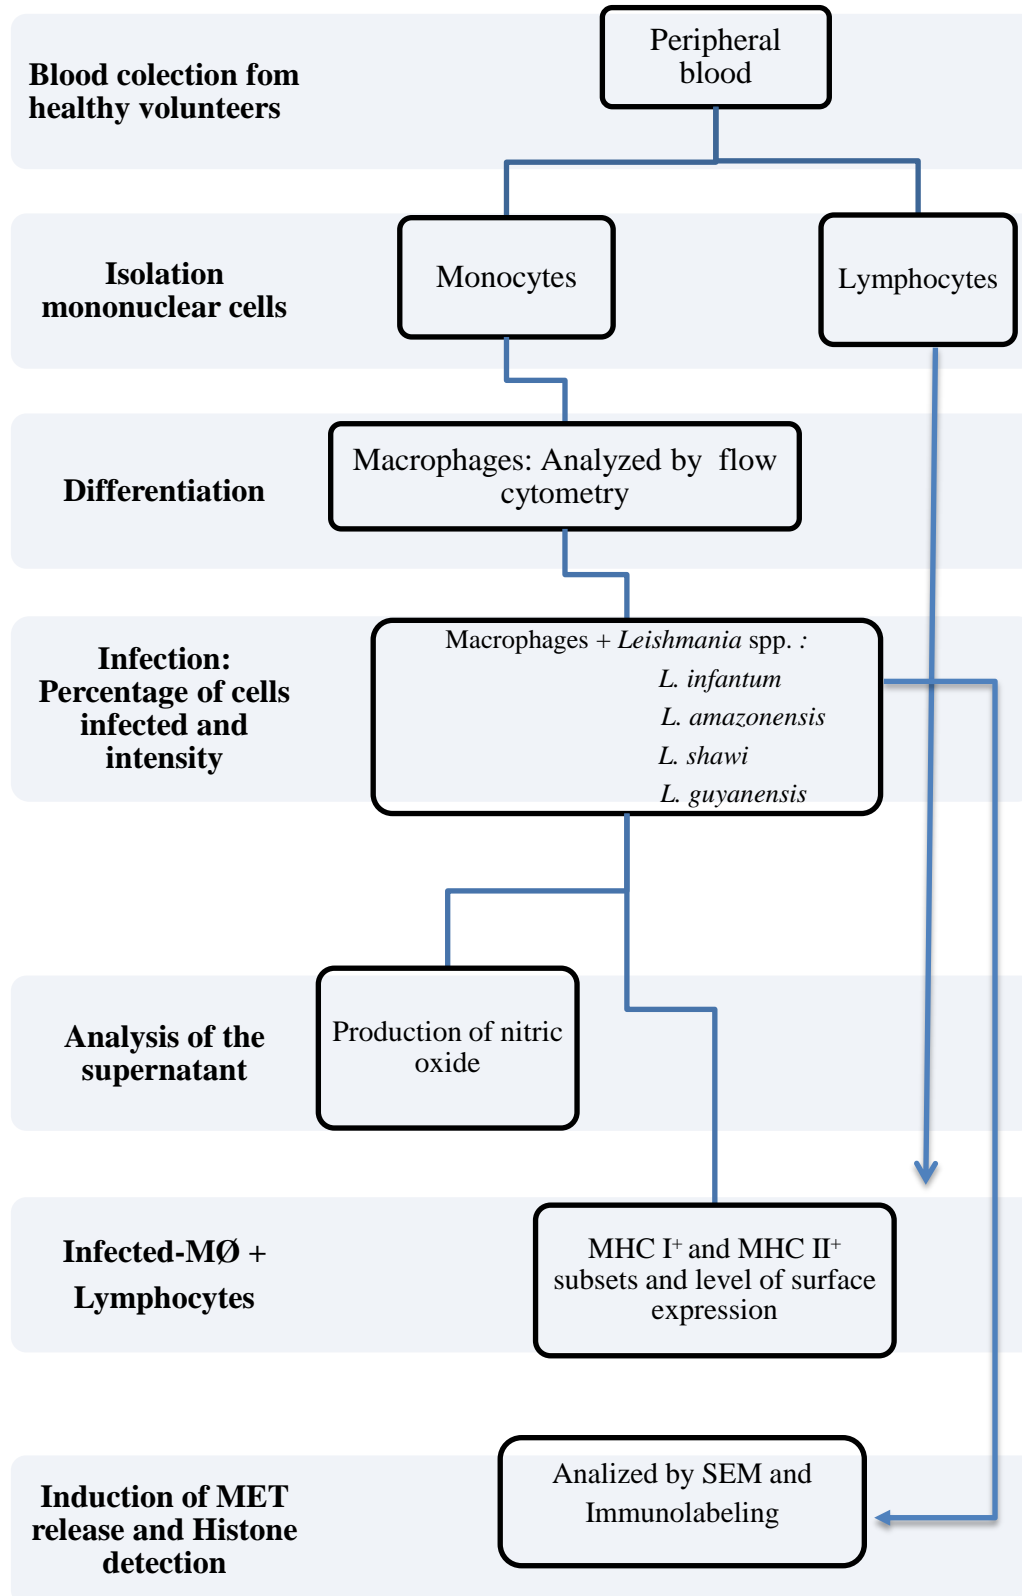 Peripheral
blood
Blood colection fom
healthy volunteers
Isolation
mononuclear cells
Monocytes
Lymphocytes
Differentiation
Macrophages: Analyzed by flow
cytometry
Infection:
Percentage of cells
infected and
intensity
Macrophages + Leishmania spp. :
L. infantum
L. amazonensis
L. shawi
L. guyanensis
Analysis of the
supernatant
Production of nitric
oxide
Infected-MØ +
Lymphocytes
MHC I⁺ and MHC II⁺
subsets and level of surface
expression
Induction of MET
release and Histone
detection
Analized by SEM and
Immunolabeling